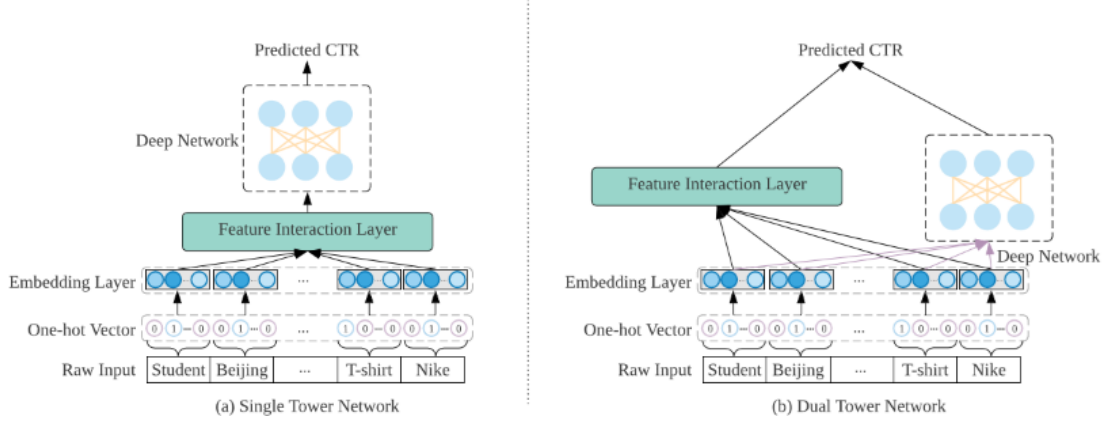 Predicted CTR
Deep Network
Feature Interaction Layer
Embedding Layer ...
One-hot Vector 0 1 ... 0 0 1 ... 0 ... 1 0 ... 0 0 1 ... 0
Raw Input Student Beijing ... T-shirt Nike
(a) Single Tower Network
Predicted CTR
Feature Interaction Layer
Deep Network
Embedding Layer ...
One-hot Vector 0 1 ... 0 0 1 ... 0 ... 1 0 ... 0 0 1 ... 0
Raw Input Student Beijing ... T-shirt Nike
(b) Dual Tower Network